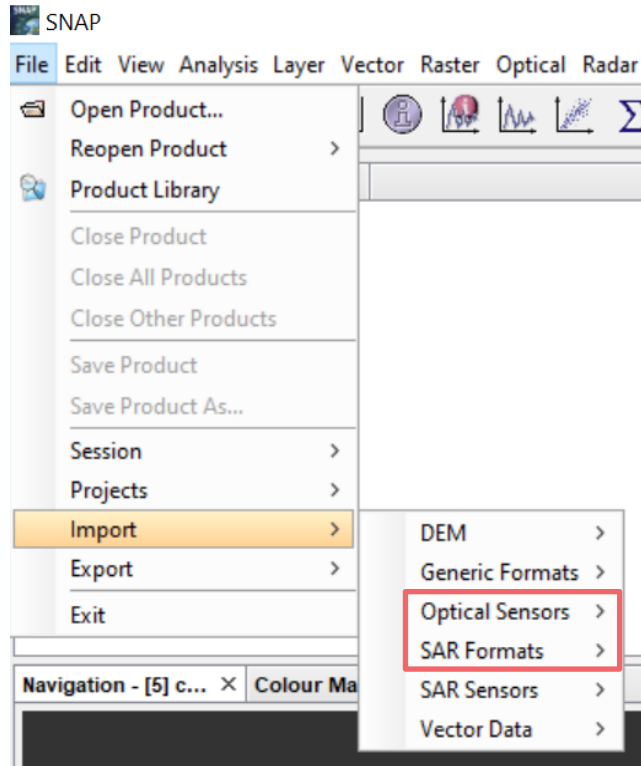 SNAP
File Edit View Analysis Layer Vector Raster Optical Radar
Open Product...
Reopen Product
Product Library
Close Product
Close All Products
Close Other Products
Save Product
Save Product As...
Session
Projects
Import
Export
Exit
DEM
Generic Formats
Optical Sensors
SAR Formats
SAR Sensors
Vector Data
Navigation - [5] c... × Colour Ma